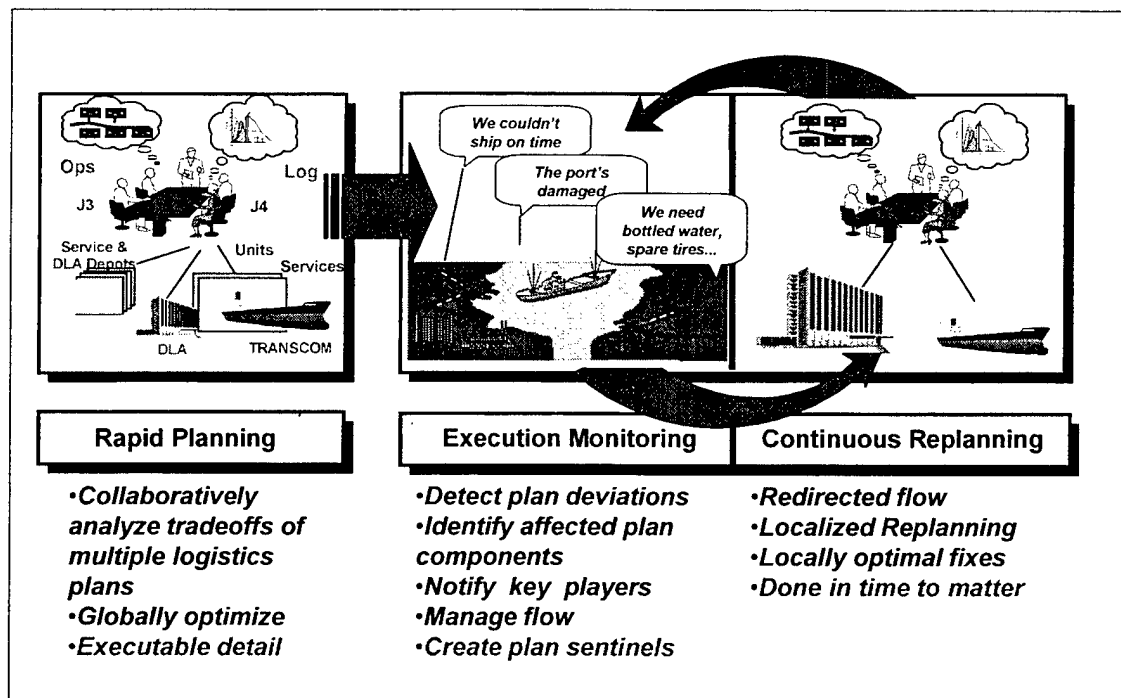 Ops
Log
J3
J4
Service &
DLA Depots
Units
Services
DLA
TRANSCOM
We couldn't
ship on time
The port's
damaged
We need
bottled water,
spare tires...
Rapid Planning
•Collaboratively
analyze tradeoffs of
multiple logistics
plans
•Globally optimize
•Executable detail
Execution Monitoring
•Detect plan deviations
•Identify affected plan
components
•Notify key players
•Manage flow
•Create plan sentinels
Continuous Replanning
•Redirected flow
•Localized Replanning
•Locally optimal fixes
•Done in time to matter